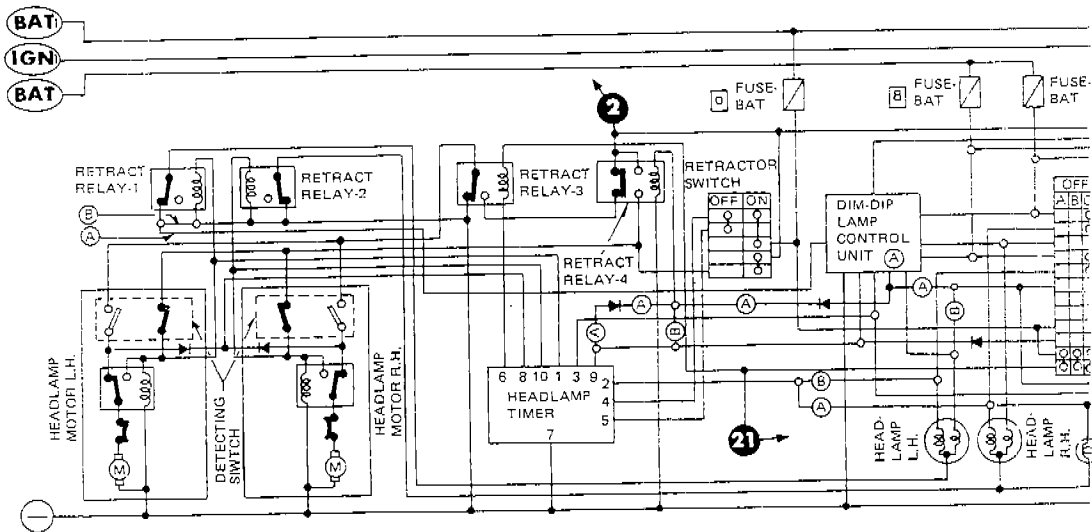 BAT
IGN
BAT
2
FUSE-
BAT
8
FUSE-
BAT
FUSE-
BAT
RETRACT
RELAY-1
RETRACT
RELAY-2
RETRACT
RELAY-3
RETRACTOR
SWITCH
OFF ON
RETRACT
RELAY-4
DIM-DIP
LAMP
CONTROL
UNIT
A
OFF
A B C
B
A
A
A
A
B
A
B
HEADLAMP
MOTOR L.H.
DETECTING
SIWTCH
HEADLAMP
MOTOR R.H.
M
M
6 8 10 1 3 9
2
HEADLAMP
TIMER
4
5
7
B
A
21
HEAD-
LAMP
L.H.
HEAD-
LAMP
R.H.